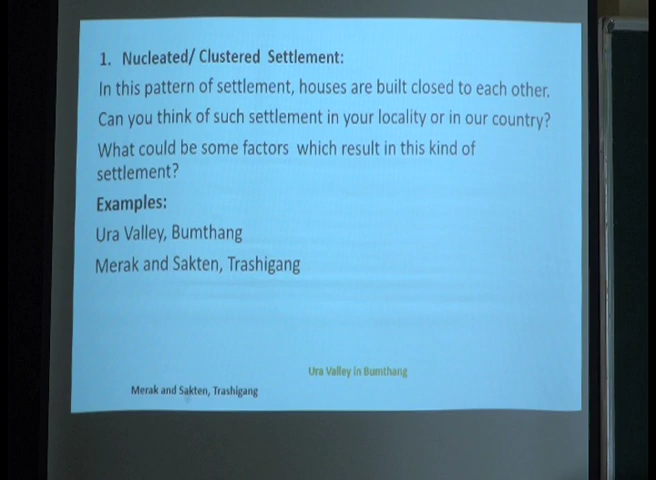 1. Nucleated/ Clustered Settlement:
In this pattern of settlement, houses are built closed to each other.
Can you think of such settlement in your locality or in our country?
What could be some factors which result in this kind of
settlement?
Examples:
Ura Valley, Bumthang
Merak and Sakten, Trashigang
Ura Valley in Bumthang
Merak and Sakten, Trashigang